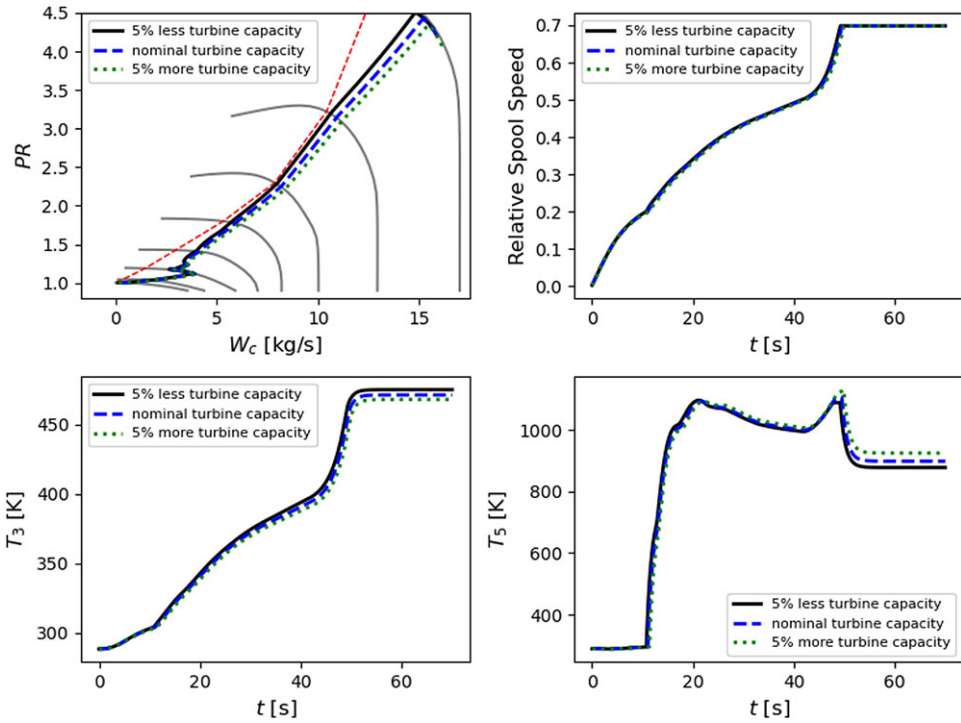 4.5
4.0
3.5
3.0
2.5
2.0
1.5
1.0
PR
5% less turbine capacity
nominal turbine capacity
5% more turbine capacity
0 5 10 15
W_c [kg/s]
0.7
0.6
0.5
0.4
0.3
0.2
0.1
0.0
Relative Spool Speed
5% less turbine capacity
nominal turbine capacity
5% more turbine capacity
0 20 40 60
t [s]
450
400
350
300
T_3 [K]
5% less turbine capacity
nominal turbine capacity
5% more turbine capacity
0 20 40 60
t [s]
1000
800
600
400
T_5 [K]
5% less turbine capacity
nominal turbine capacity
5% more turbine capacity
0 20 40 60
t [s]